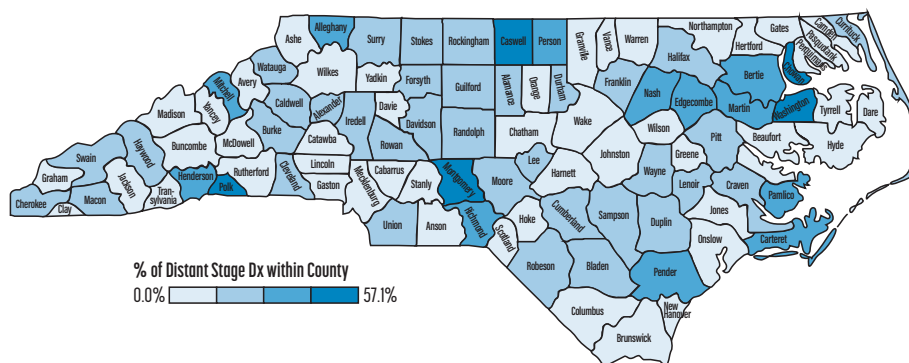 Ashe
Alleghany
Surry
Stokes
Rockingham
Caswell
Person
Granville
Vance
Warren
Northampton
Gates
Camden
Currituck
Pasquotank
Perquimans
Hertford
Halifax
Watauga
Wilkes
Yadkin
Forsyth
Guilford
Alamance
Orange
Durham
Franklin
Bertie
Chowan
Mitchell
Avery
Caldwell
Alexander
Davie
Iredell
Davidson
Randolph
Nash
Edgecombe
Martin
Washington
Tyrrell
Dare
Madison
Yancey
Burke
Catawba
Rowan
Chatham
Wake
Wilson
Pitt
Beaufort
Hyde
Swain
Haywood
Buncombe
McDowell
Lincoln
Cabarrus
Stanly
Montgomery
Moore
Lee
Harnett
Johnston
Greene
Wayne
Lenoir
Craven
Pamlico
Graham
Jackson
Henderson
Polk
Rutherford
Cleveland
Gaston
Mecklenburg
Cherokee
Clay
Macon
Tran-
sylvania
Union
Anson
Richmond
Scotland
Hoke
Cumberland
Sampson
Duplin
Jones
Onslow
Carteret
Robeson
Bladen
Pender
Columbus
New
Hanover
Brunswick
% of Distant Stage Dx within County
0.0%
57.1%